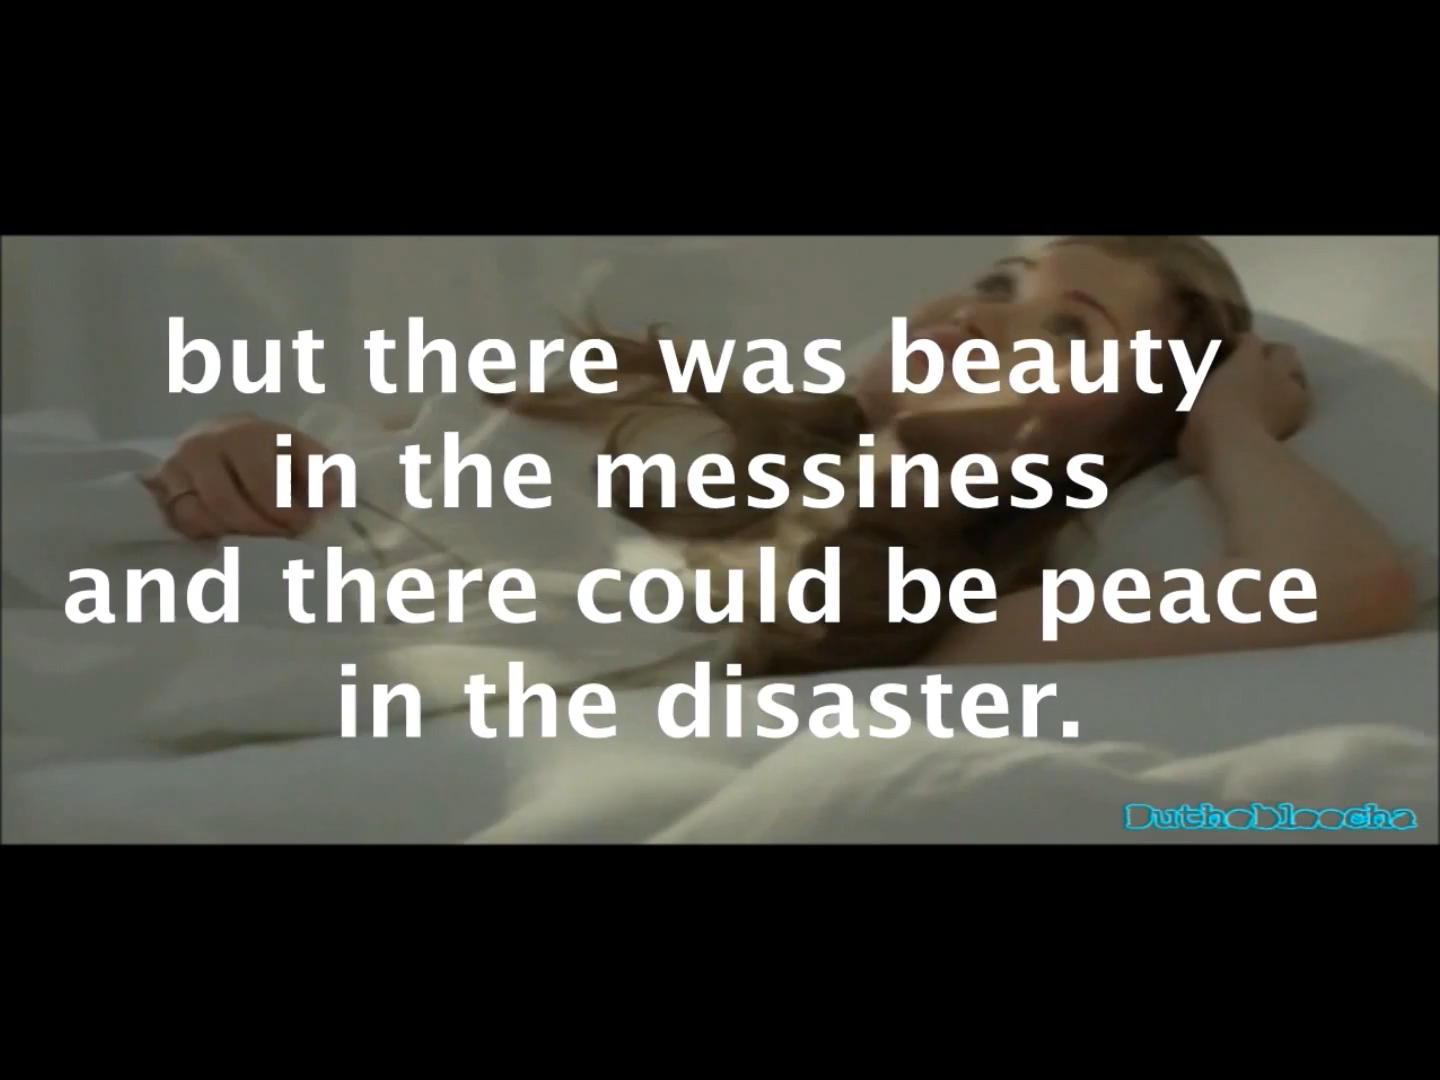 but there was beauty
in the messiness
and there could be peace
in the disaster.